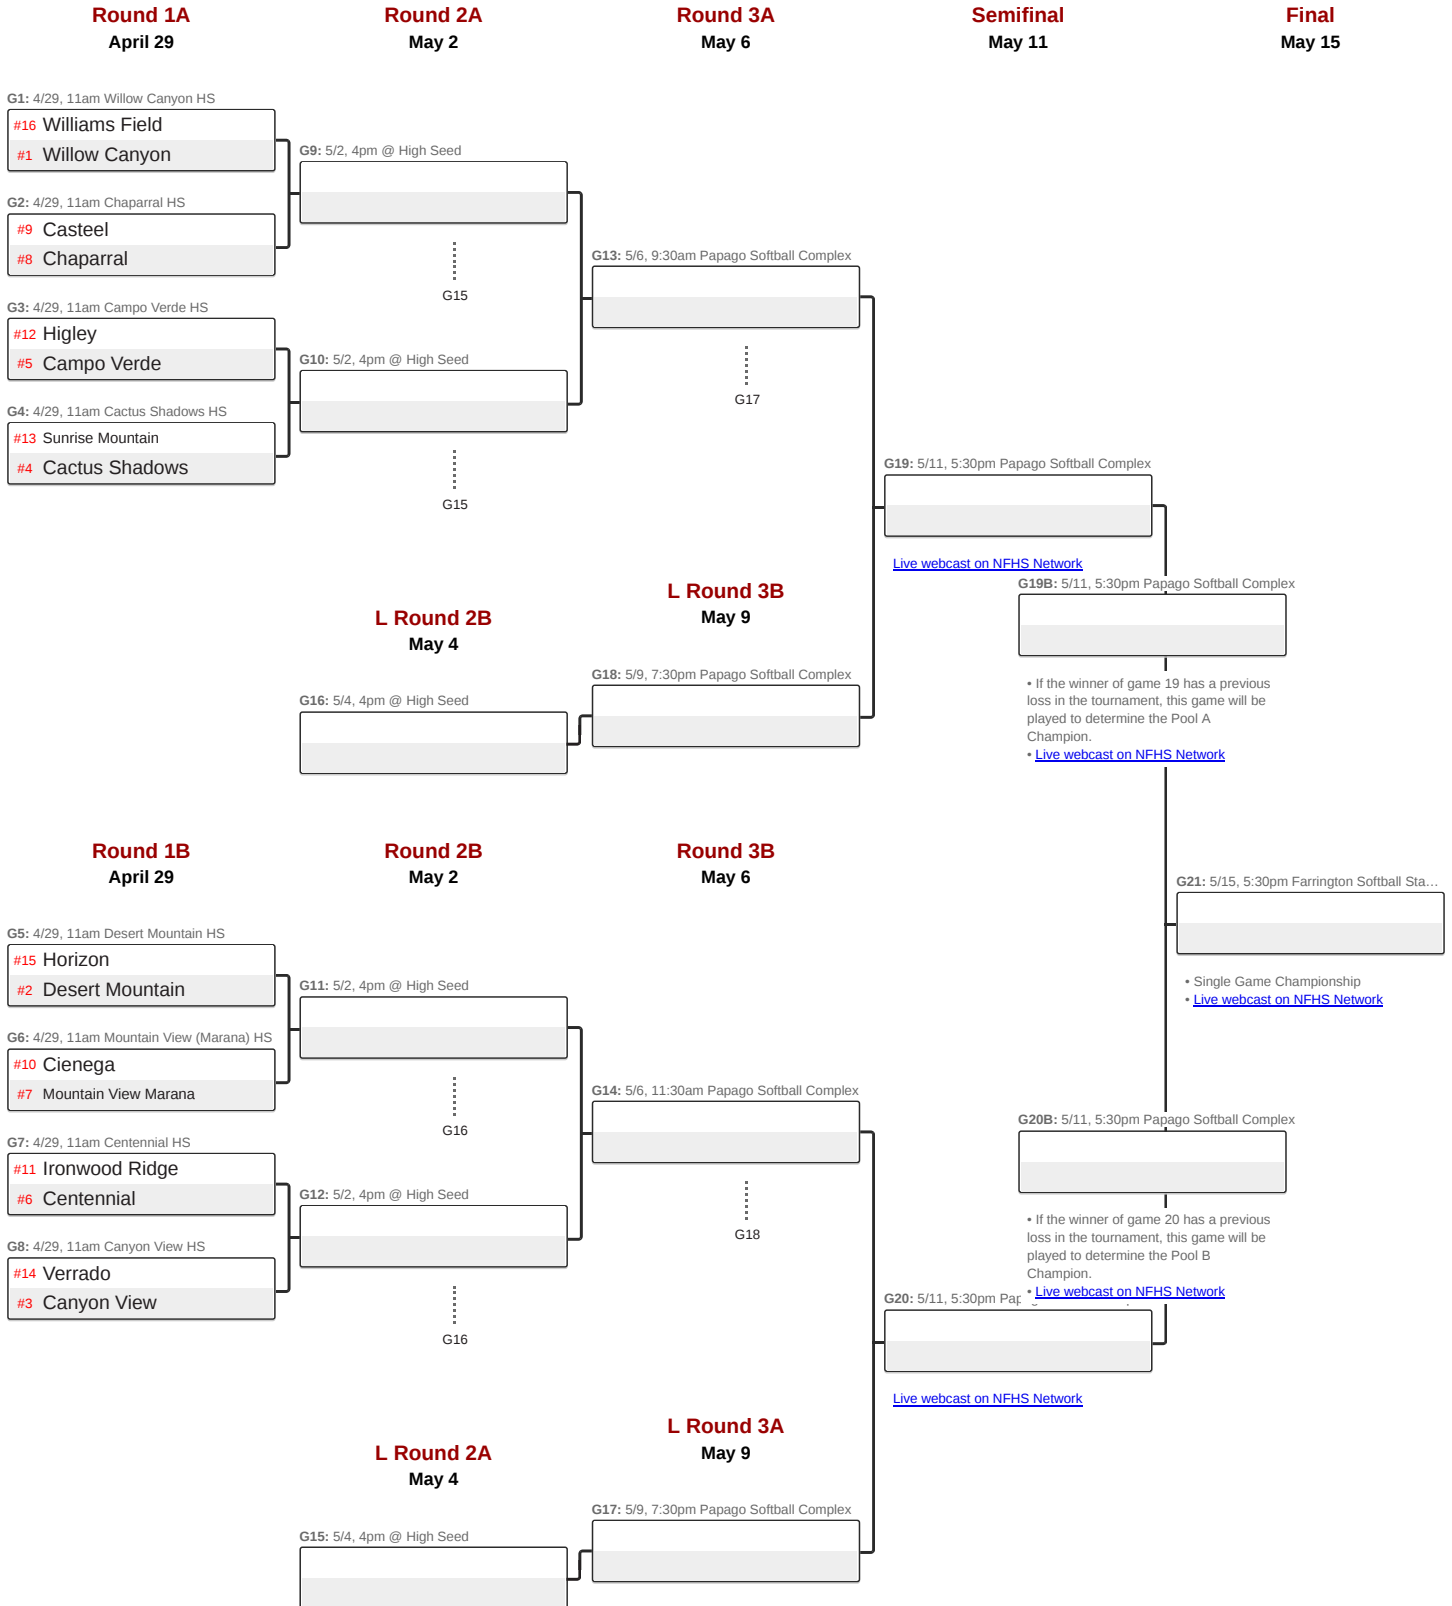 Round 1A
April 29
Round 2A
May 2
Round 3A
May 6
Semifinal
May 11
Final
May 15
G1: 4/29, 11am Willow Canyon HS
#16 Williams Field
#1 Willow Canyon
G2: 4/29, 11am Chaparral HS
#9 Casteel
#8 Chaparral
G3: 4/29, 11am Campo Verde HS
#12 Higley
#5 Campo Verde
G4: 4/29, 11am Cactus Shadows HS
#13 Sunrise Mountain
#4 Cactus Shadows
G9: 5/2, 4pm @ High Seed
G15
G10: 5/2, 4pm @ High Seed
G15
G13: 5/6, 9:30am Papago Softball Complex
G17
G19: 5/11, 5:30pm Papago Softball Complex
Live webcast on NFHS Network
G19B: 5/11, 5:30pm Papago Softball Complex
• If the winner of game 19 has a previous
loss in the tournament, this game will be
played to determine the Pool A
Champion.
• Live webcast on NFHS Network
L Round 2B
May 4
G16: 5/4, 4pm @ High Seed
L Round 3B
May 9
G18: 5/9, 7:30pm Papago Softball Complex
Round 1B
April 29
Round 2B
May 2
Round 3B
May 6
G21: 5/15, 5:30pm Farrington Softball Sta…
• Single Game Championship
• Live webcast on NFHS Network
G5: 4/29, 11am Desert Mountain HS
#15 Horizon
#2 Desert Mountain
G6: 4/29, 11am Mountain View (Marana) HS
#10 Cienega
#7 Mountain View Marana
G7: 4/29, 11am Centennial HS
#11 Ironwood Ridge
#6 Centennial
G8: 4/29, 11am Canyon View HS
#14 Verrado
#3 Canyon View
G11: 5/2, 4pm @ High Seed
G16
G12: 5/2, 4pm @ High Seed
G16
G14: 5/6, 11:30am Papago Softball Complex
G18
G20B: 5/11, 5:30pm Papago Softball Complex
• If the winner of game 20 has a previous
loss in the tournament, this game will be
played to determine the Pool B
Champion.
• Live webcast on NFHS Network
G20: 5/11, 5:30pm
Live webcast on NFHS Network
L Round 2A
May 4
G15: 5/4, 4pm @ High Seed
L Round 3A
May 9
G17: 5/9, 7:30pm Papago Softball Complex